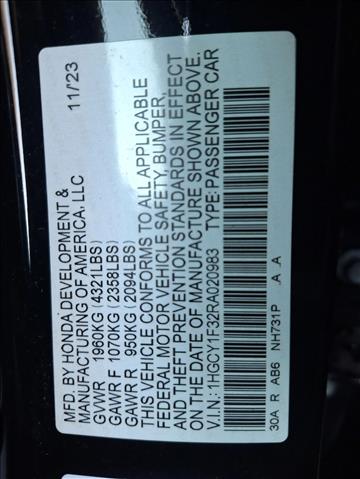 MFD. BY HONDA DEVELOPMENT & 11/23
MANUFACTURING OF AMERICA. LLC
GVWR 1960KG (4321LBS)
GAWR F 1070KG (2358LBS)
GAWR R 950KG (2094LBS)
THIS VEHICLE CONFORMS TO ALL APPLICABLE
FEDERAL MOTOR VEHICLE SAFETY, BUMPER,
AND THEFT PREVENTION STANDARDS IN EFFECT
ON THE DATE OF MANUFACTURE SHOWN ABOVE.
V.I.N.: 1HGCY1F32RA020983 TYPE: PASSENGER CAR
30A R AB6 NH731P A A